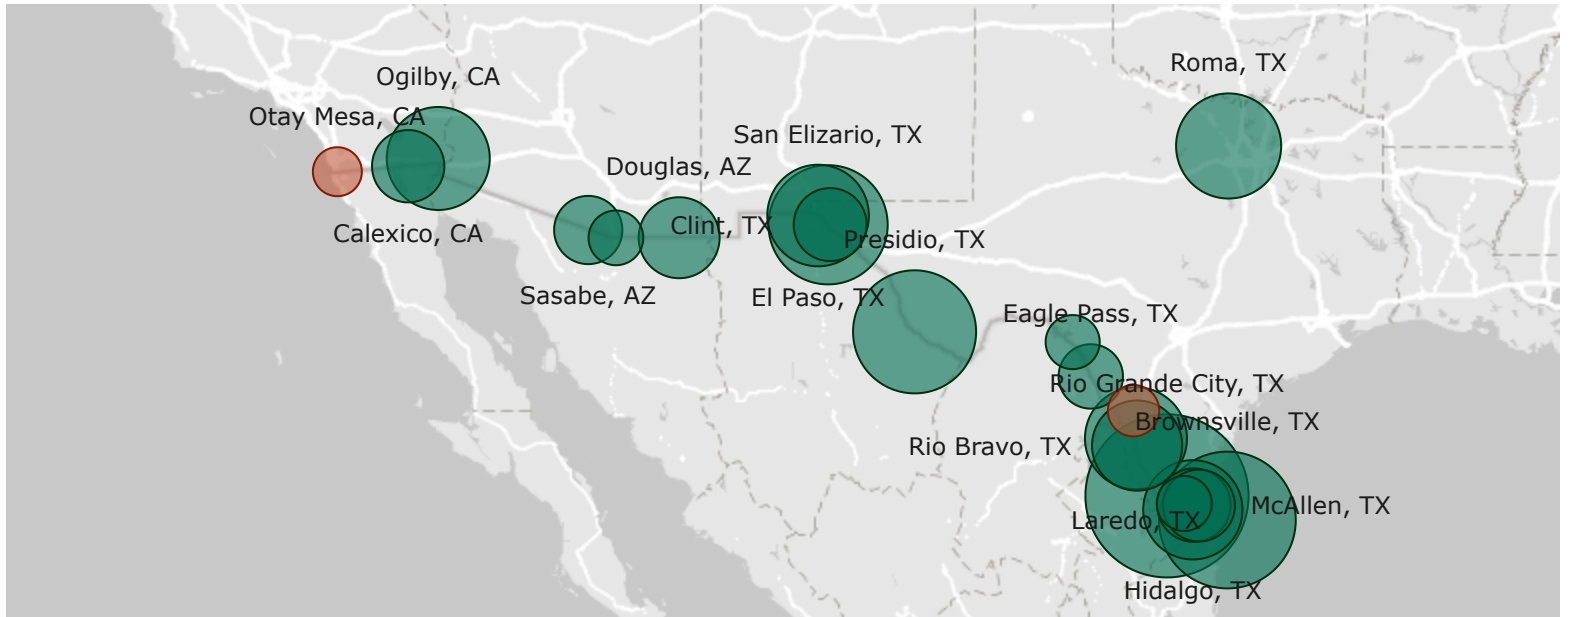 Roma, TX
Ogilby, CA
Otay Mesa, CA
San Elizario, TX
Douglas, AZ
Clint, TX
Calexico, CA
Presidio, TX
Sasabe, AZ
El Paso, TX
Eagle Pass, TX
Rio Grande City, TX
Brownsville, TX
Rio Bravo, TX
McAllen, TX
Laredo, TX
Hidalgo, TX